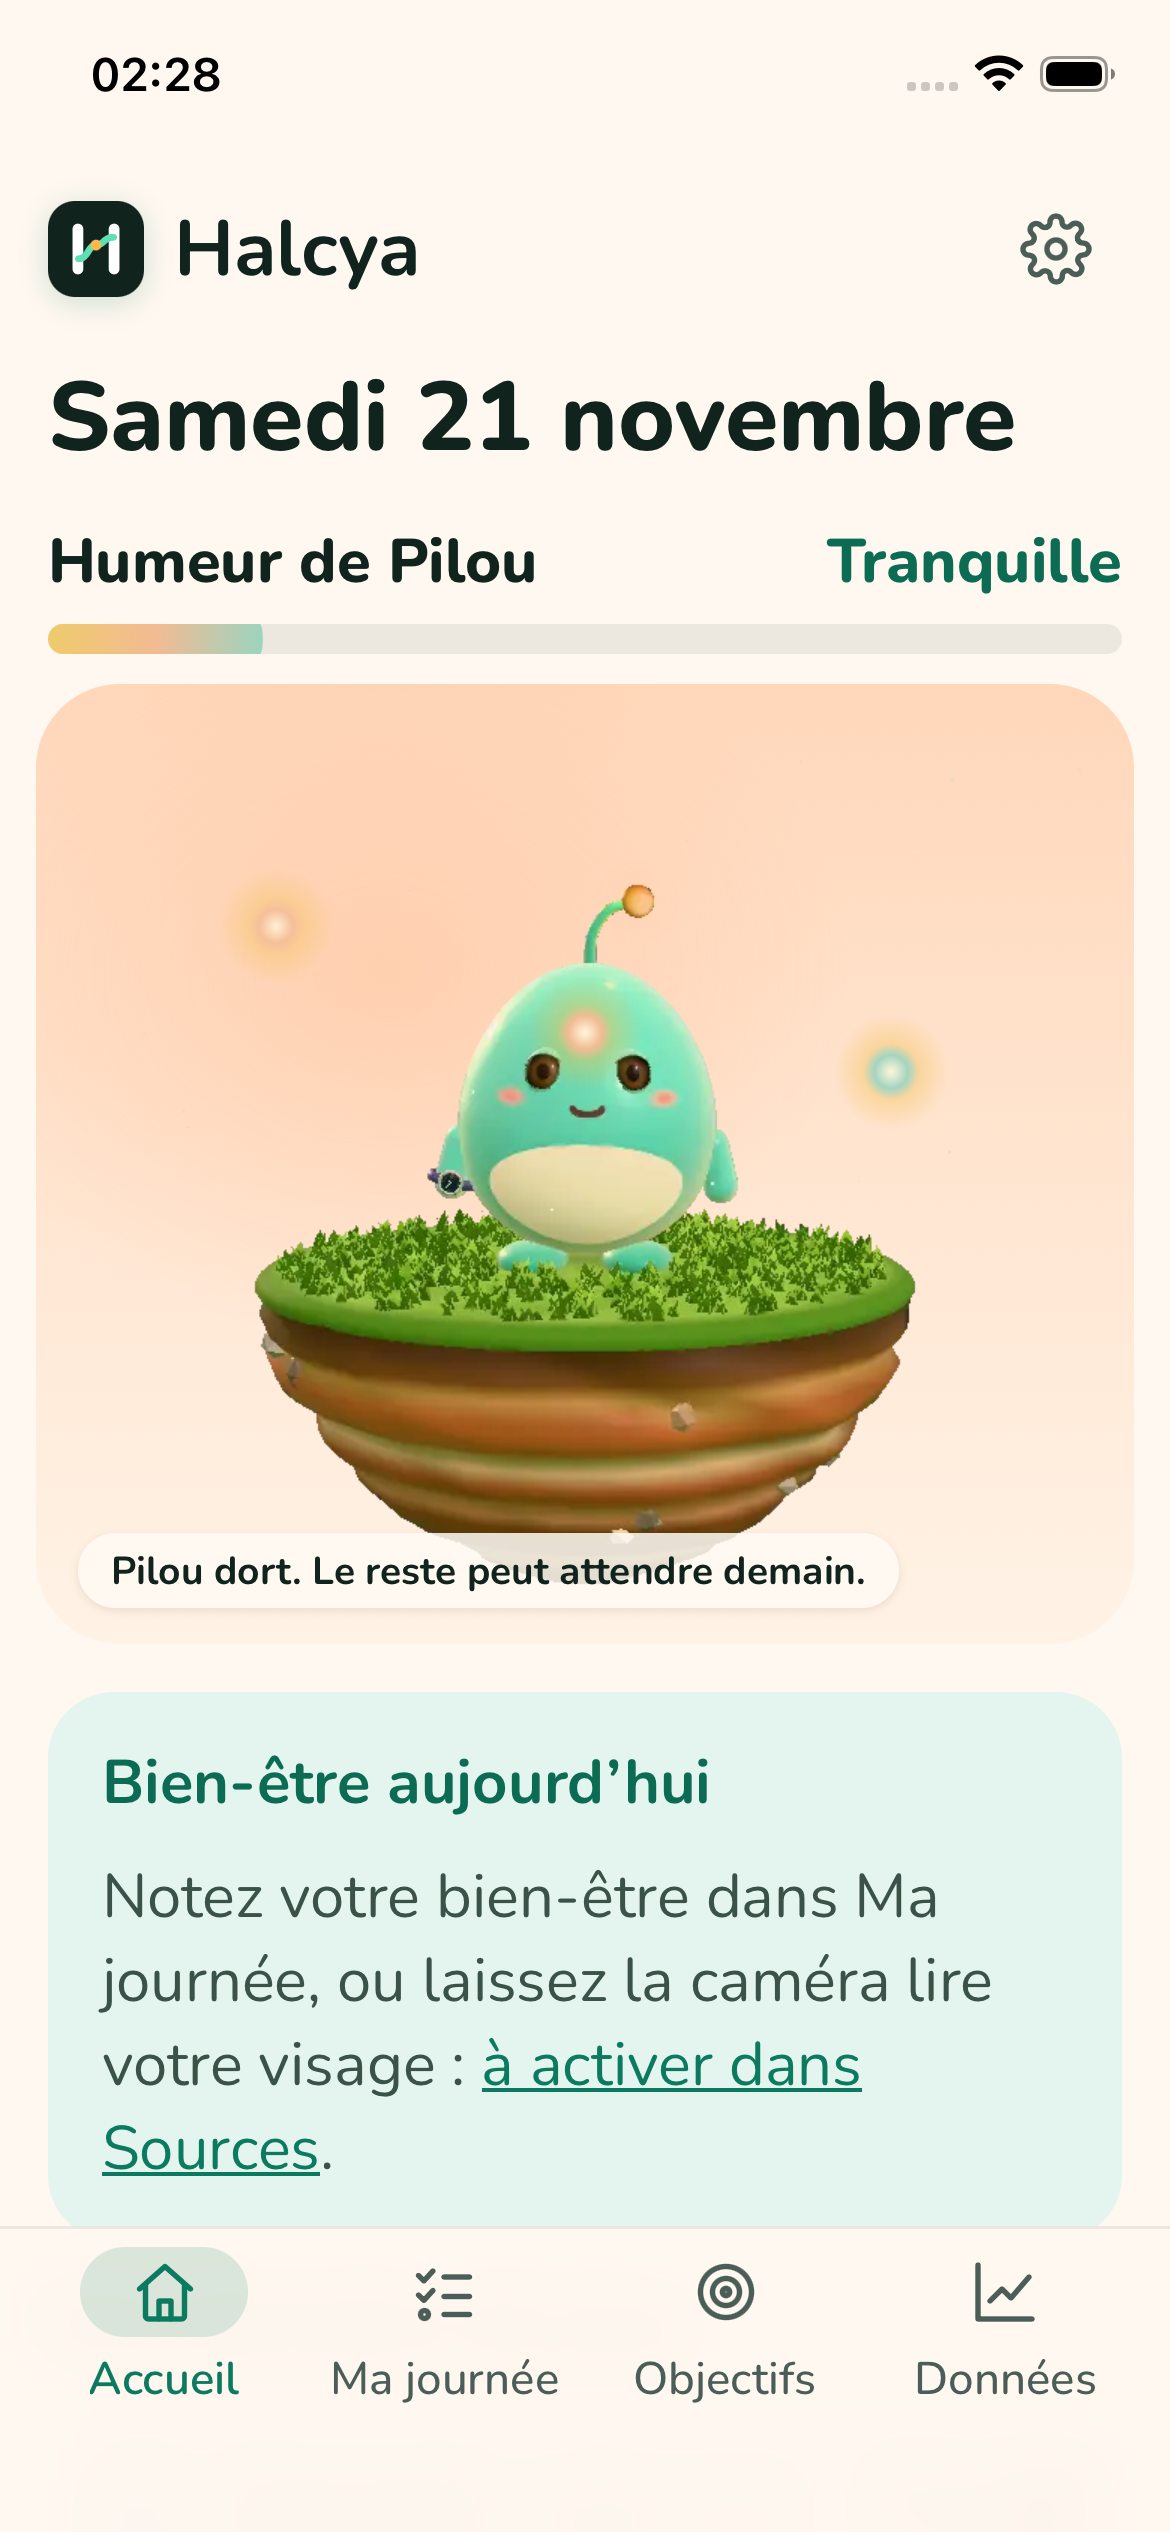 02:28
Halcya
Samedi 21 novembre
Humeur de Pilou
Tranquille
Pilou dort. Le reste peut attendre demain.
Bien-être aujourd’hui
Notez votre bien-être dans Ma
journée, ou laissez la caméra lire
votre visage : à activer dans
Sources.
Accueil
Ma journée
Objectifs
Données